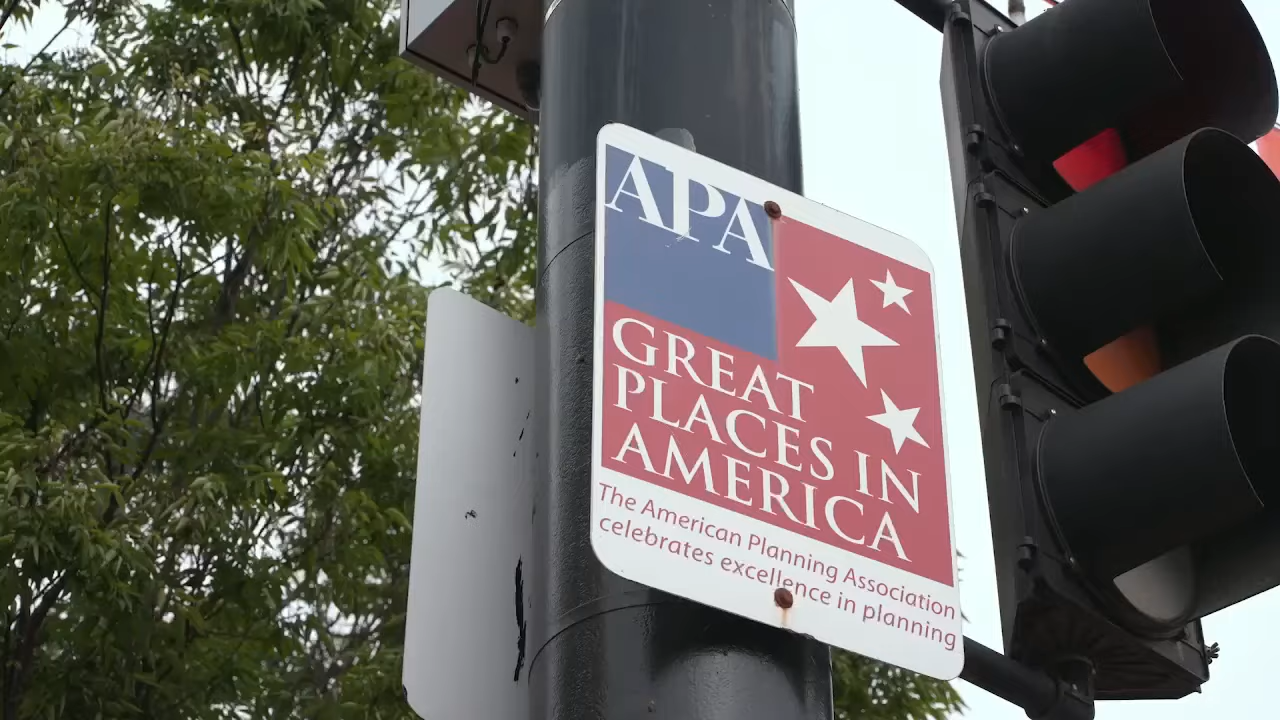 APA
GREAT
PLACES IN
AMERICA
The American Planning Association
celebrates excellence in planning